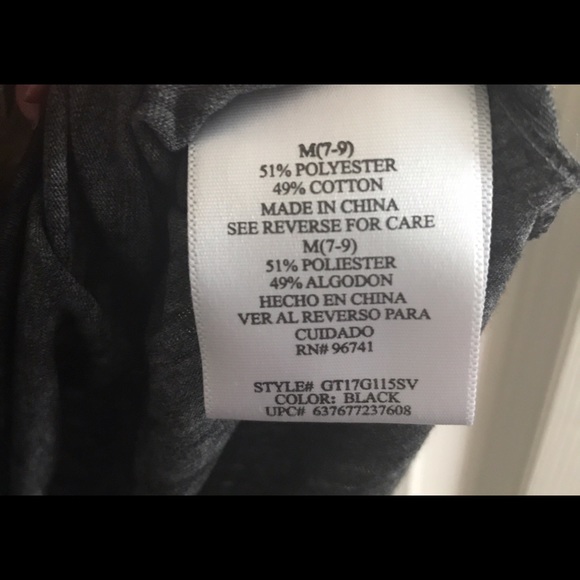 M(7-9)
51% POLYESTER
49% COTTON
MADE IN CHINA
SEE REVERSE FOR CARE
M(7-9)
51% POLIESTER
49% ALGODON
HECHO EN CHINA
VER AL REVERSO PARA
CUIDADO
RN# 96741
STYLE# GT17G115SV
COLOR: BLACK
UPC# 637677237608